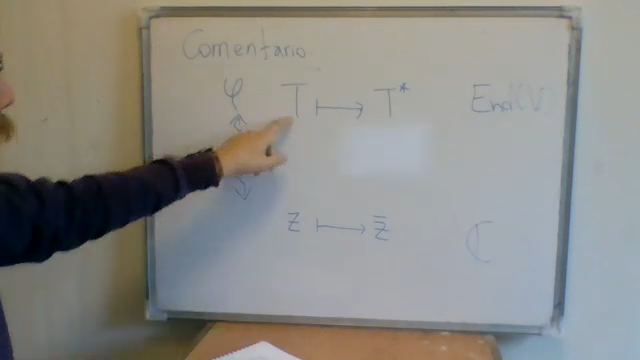 Comentario
φ T ↦ T* End(V)
z ↦ z̄ ℂ